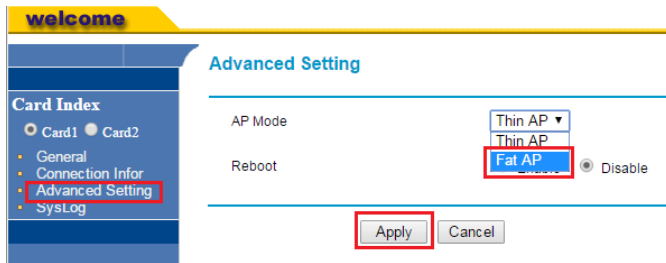 welcome
Advanced Setting
Card Index
Card1 Card2
General
Connection Infor
Advanced Setting
SysLog
AP Mode
Thin AP
Thin AP
Fat AP
Reboot
Enable Disable
Apply Cancel